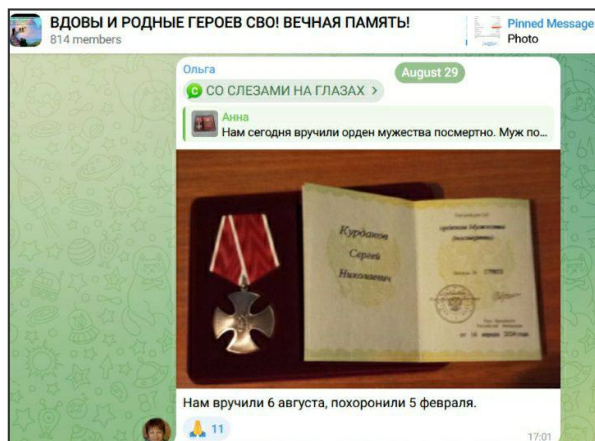 ВДОВЫ И РОДНЫЕ ГЕРОЕВ СВО! ВЕЧНАЯ ПАМЯТЬ!
814 members
Pinned Message
Photo
August 29
Ольга
СО СЛЕЗАМИ НА ГЛАЗАХ >
Анна
Нам сегодня вручили орден мужества посмертно. Муж по...
Курдаков
Сергей
Николаевич
орденом Мужества
(посмертно)
Нам вручили 6 августа, похоронили 5 февраля.
🙏 11
17:01